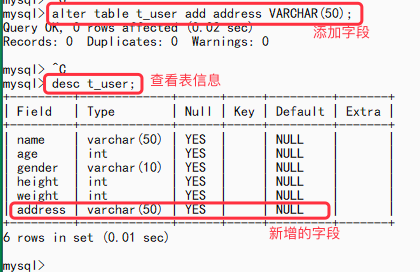 mysql> alter table t_user add address VARCHAR(50);
Query OK, 0 rows affected (0.02 sec)
添加字段
Records: 0  Duplicates: 0  Warnings: 0
mysql> ^C
mysql> desc t_user;
查看表信息
| Field   | Type        | Null | Key | Default | Extra |
| name    | varchar(50) | YES  |     | NULL    |       |
| age     | int         | YES  |     | NULL    |       |
| gender  | varchar(10) | YES  |     | NULL    |       |
| height  | int         | YES  |     | NULL    |       |
| weight  | int         | YES  |     | NULL    |       |
| address | varchar(50) | YES  |     | NULL    |       |
新增的字段
6 rows in set (0.01 sec)
mysql>